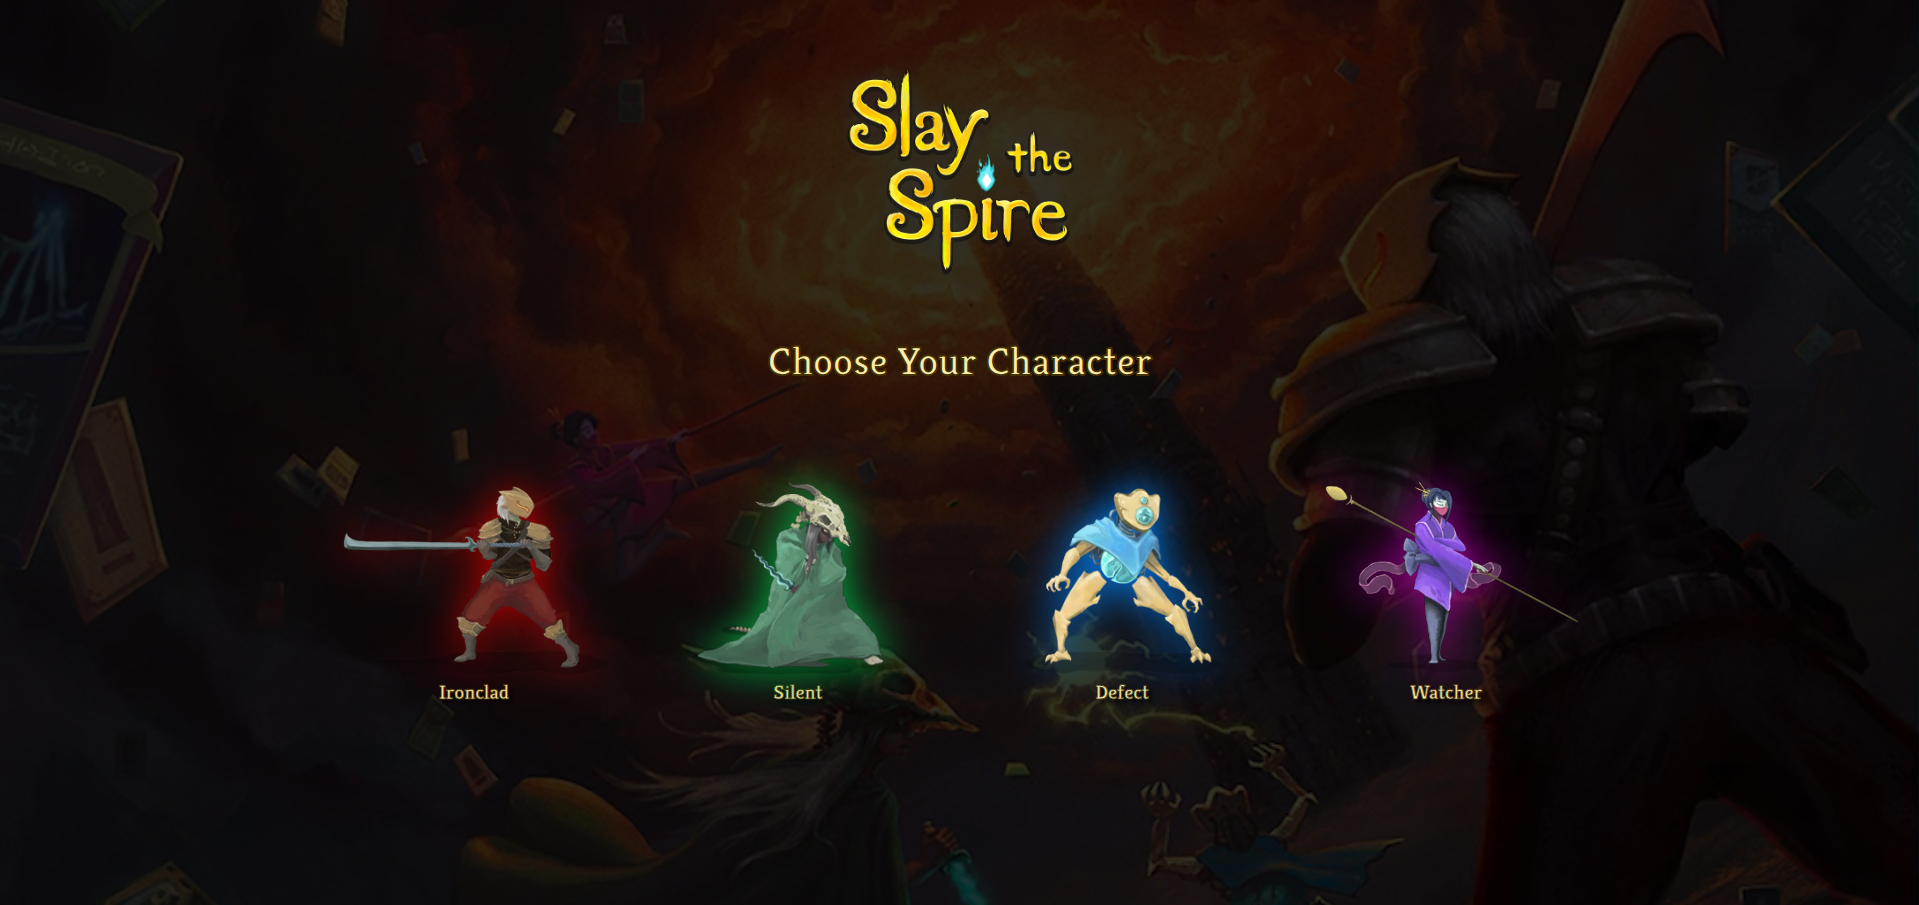 Slay
the
Spire
Choose Your Character
Ironclad
Silent
Defect
Watcher